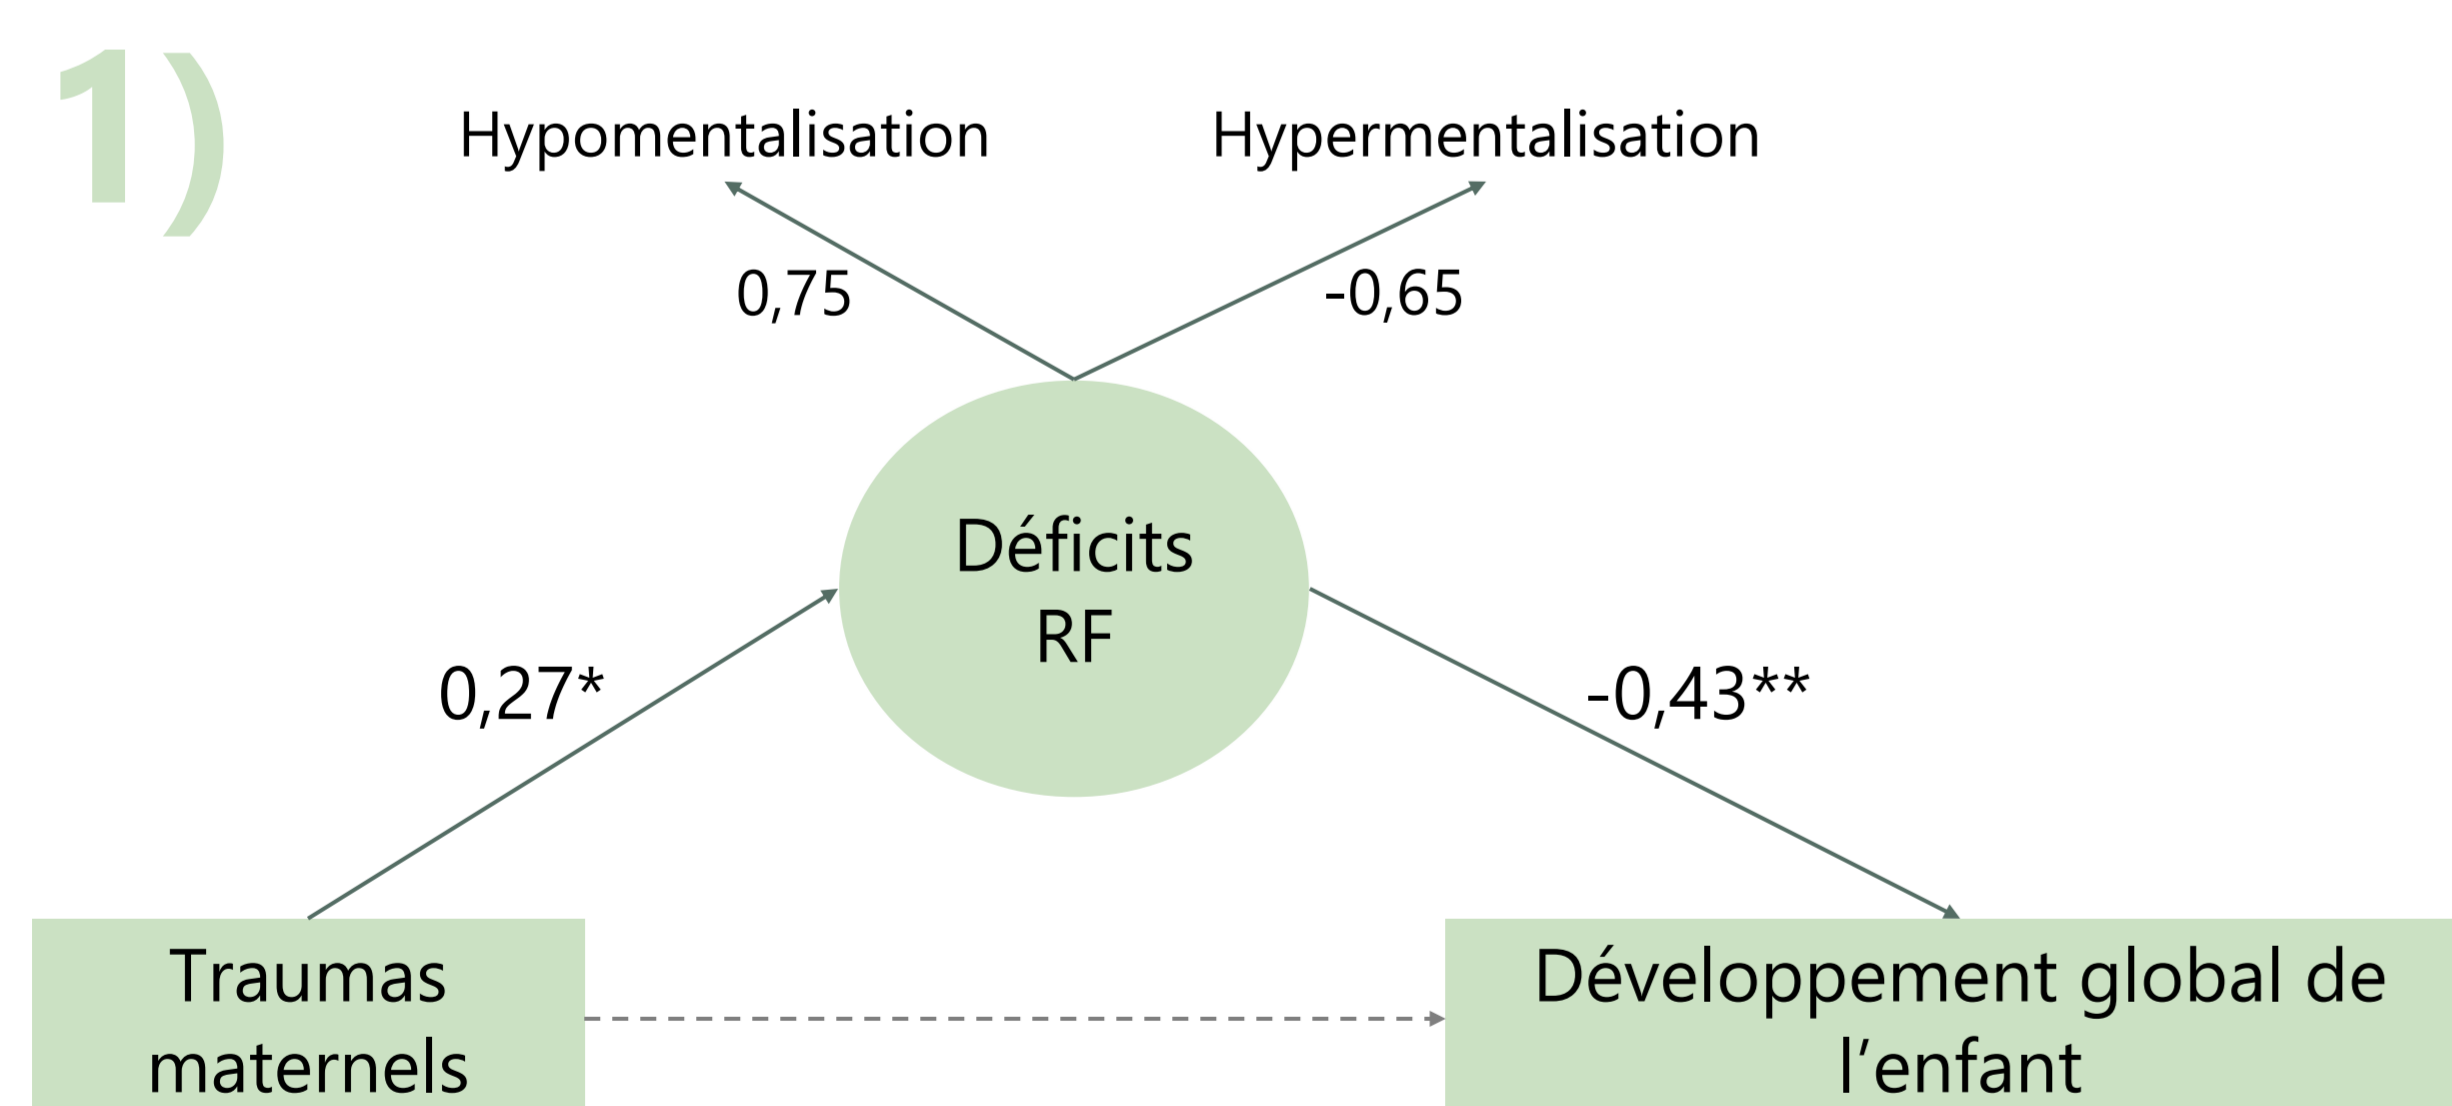 1)
Hypomentalisation
Hypermentalisation
0,75
-0,65
Déficits
RF
0,27*
-0,43**
Traumas
maternels
Développement global de
l’enfant